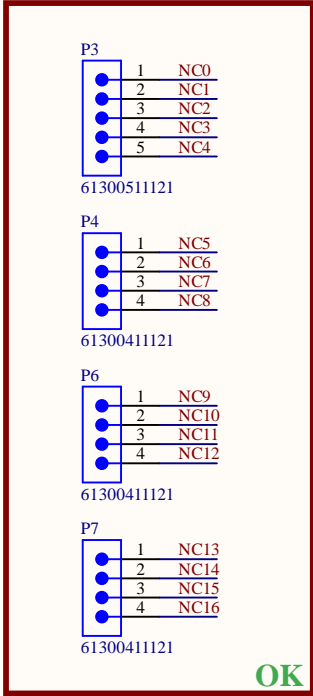 P3
1 NC0
2 NC1
3 NC2
4 NC3
5 NC4
61300511121
P4
1 NC5
2 NC6
3 NC7
4 NC8
61300411121
P6
1 NC9
2 NC10
3 NC11
4 NC12
61300411121
P7
1 NC13
2 NC14
3 NC15
4 NC16
61300411121
OK